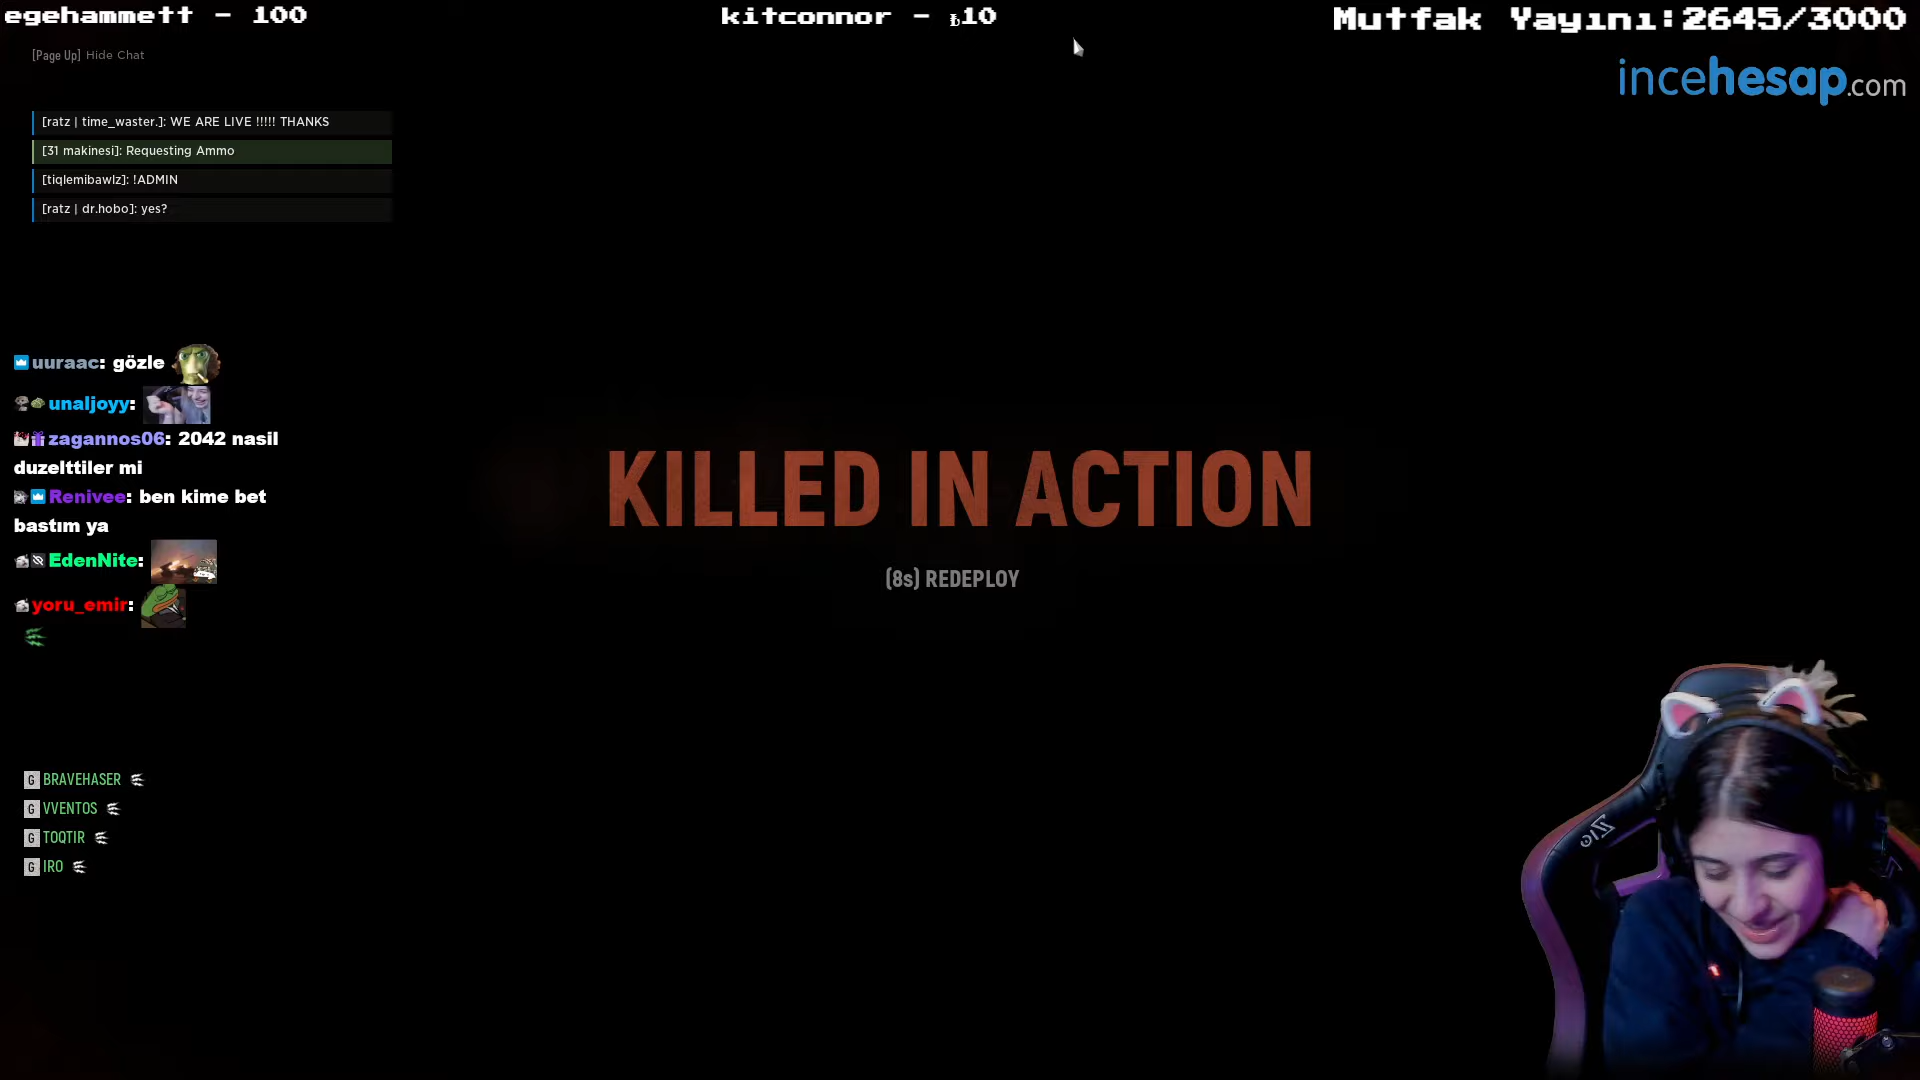 egehammett - 100
kitconnor - ₺10
Mutfak Yayını:2645/3000
[Page Up] Hide Chat
incehesap.com
[ratz | time_waster.]: WE ARE LIVE !!!!! THANKS
[31 makinesi]: Requesting Ammo
[tiqlemibawlz]: !ADMIN
[ratz | dr.hobo]: yes?
uuraac: gözle
unaljoyy:
zagannos06: 2042 nasil
duzelttiler mi
Renivee: ben kime bet
bastım ya
EdenNite:
yoru_emir:
KILLED IN ACTION
(8s) REDEPLOY
G BRAVEHASER
G VVENTOS
G TOQTIR
G IRO